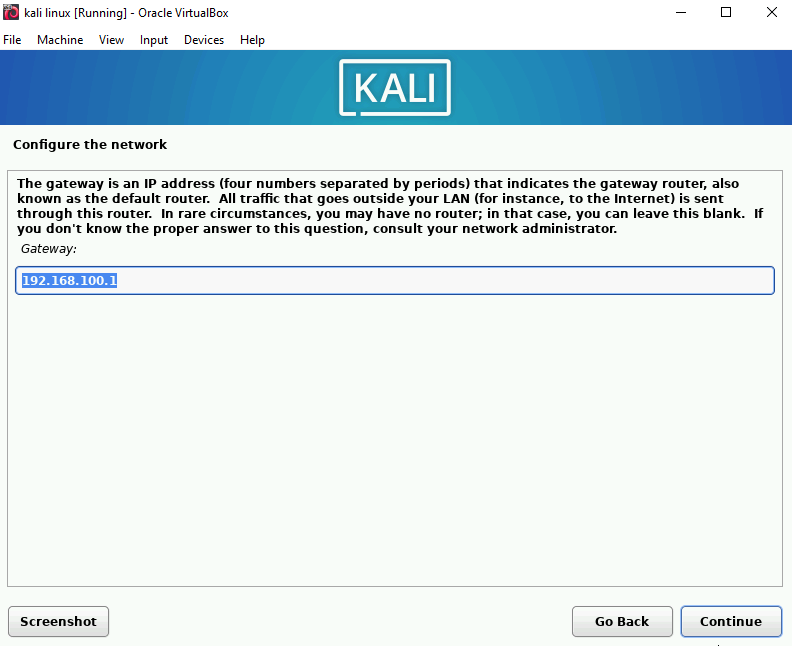 kali linux [Running] - Oracle VirtualBox
File Machine View Input Devices Help
KALI
Configure the network
The gateway is an IP address (four numbers separated by periods) that indicates the gateway router, also
known as the default router. All traffic that goes outside your LAN (for instance, to the Internet) is sent
through this router. In rare circumstances, you may have no router; in that case, you can leave this blank. If
you don't know the proper answer to this question, consult your network administrator.
Gateway:
192.168.100.1
Screenshot Go Back Continue